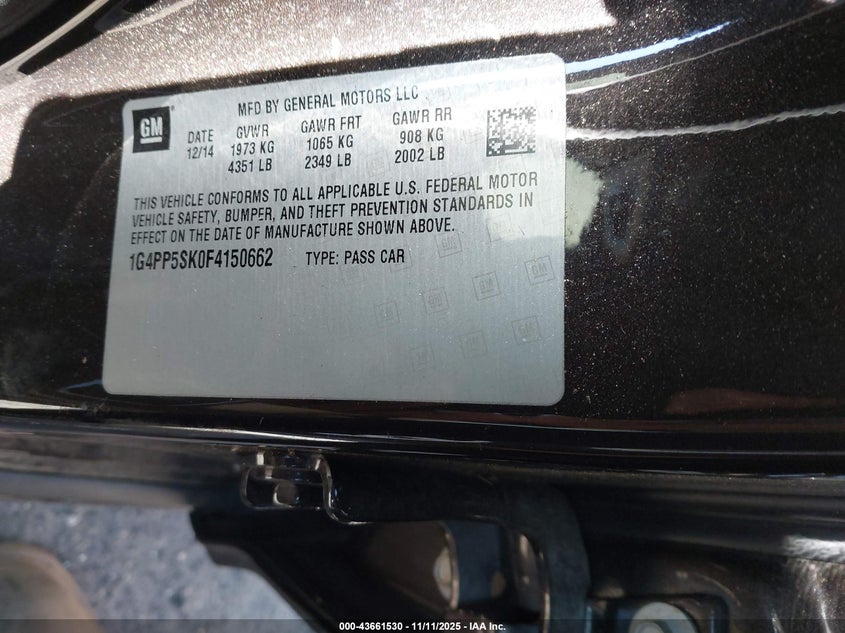 MFD BY GENERAL MOTORS LLC
GM
DATE GVWR GAWR FRT GAWR RR
12/14 1973 KG 1065 KG 908 KG
4351 LB 2349 LB 2002 LB
THIS VEHICLE CONFORMS TO ALL APPLICABLE U.S. FEDERAL MOTOR
VEHICLE SAFETY, BUMPER, AND THEFT PREVENTION STANDARDS IN
EFFECT ON THE DATE OF MANUFACTURE SHOWN ABOVE.
1G4PP5SK0F4150662 TYPE: PASS CAR
000-43661530 - 11/11/2025 - IAA Inc.